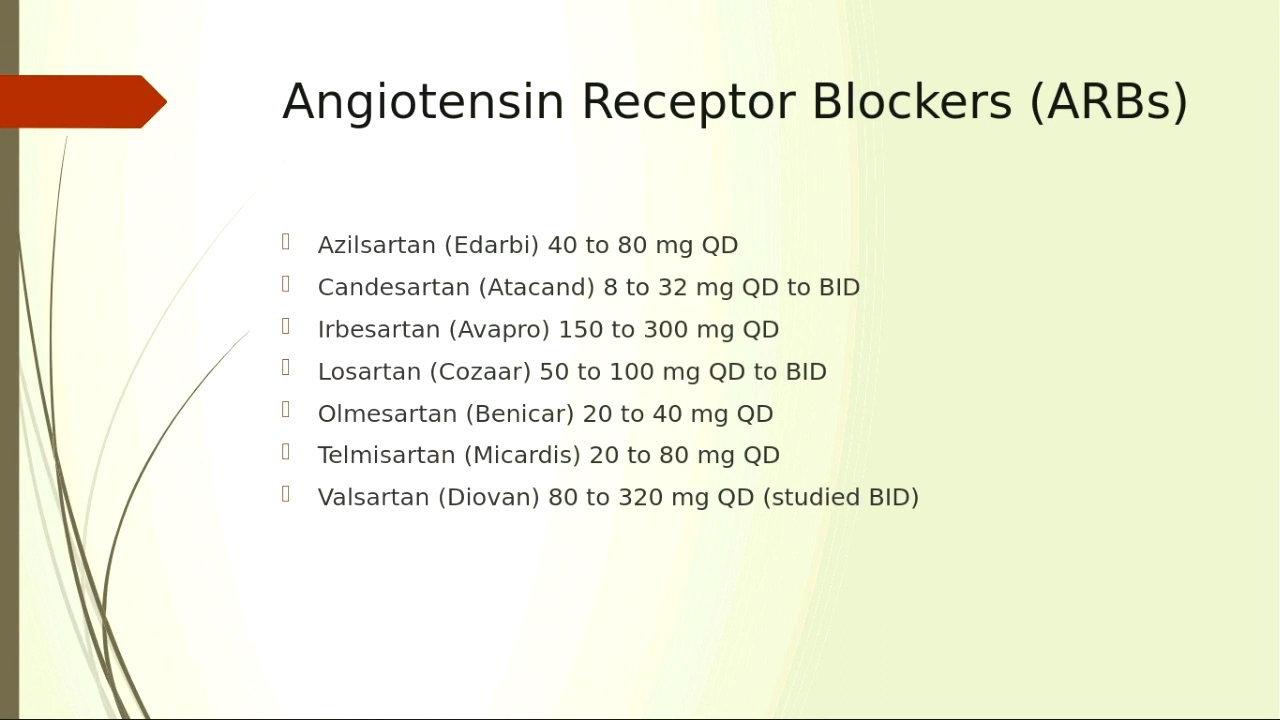 Angiotensin Receptor Blockers (ARBs)
Azilsartan (Edarbi) 40 to 80 mg QD
Candesartan (Atacand) 8 to 32 mg QD to BID
Irbesartan (Avapro) 150 to 300 mg QD
Losartan (Cozaar) 50 to 100 mg QD to BID
Olmesartan (Benicar) 20 to 40 mg QD
Telmisartan (Micardis) 20 to 80 mg QD
Valsartan (Diovan) 80 to 320 mg QD (studied BID)